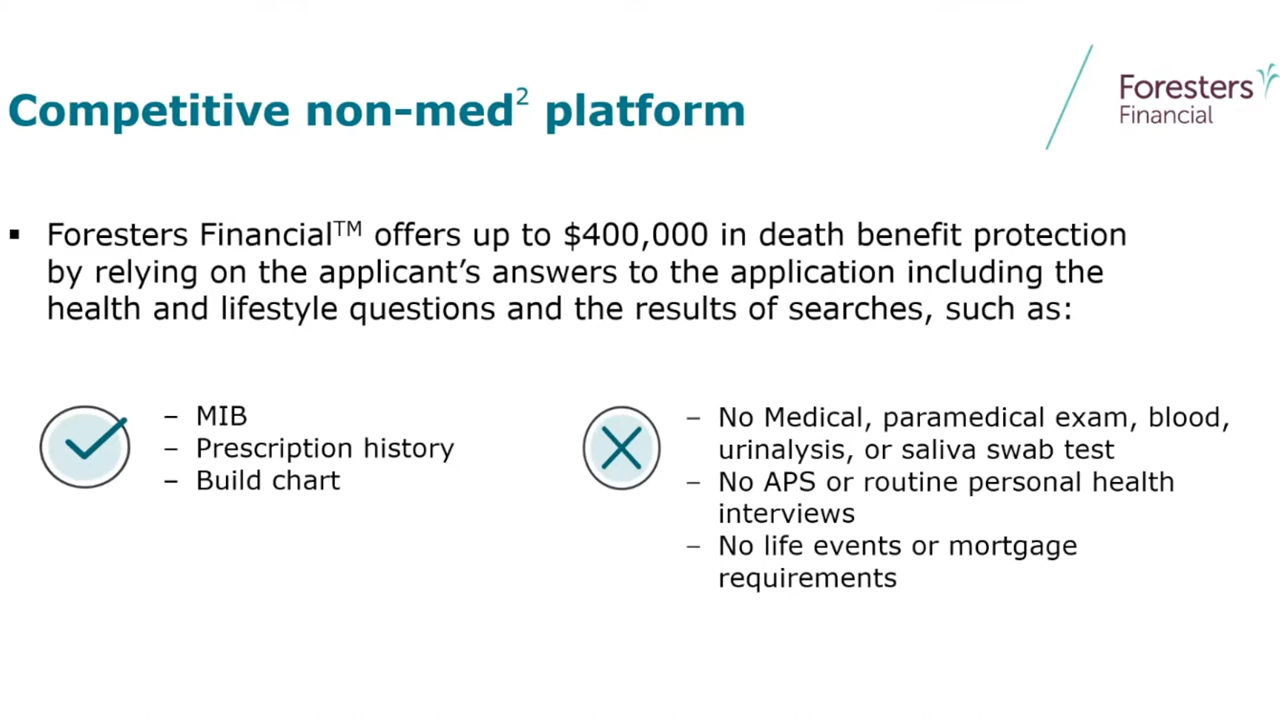 Competitive non-med2 platform
Foresters
Financial
▪ Foresters Financial™ offers up to $400,000 in death benefit protection
by relying on the applicant's answers to the application including the
health and lifestyle questions and the results of searches, such as:
– MIB
– Prescription history
– Build chart
– No Medical, paramedical exam, blood,
urinalysis, or saliva swab test
– No APS or routine personal health
interviews
– No life events or mortgage
requirements